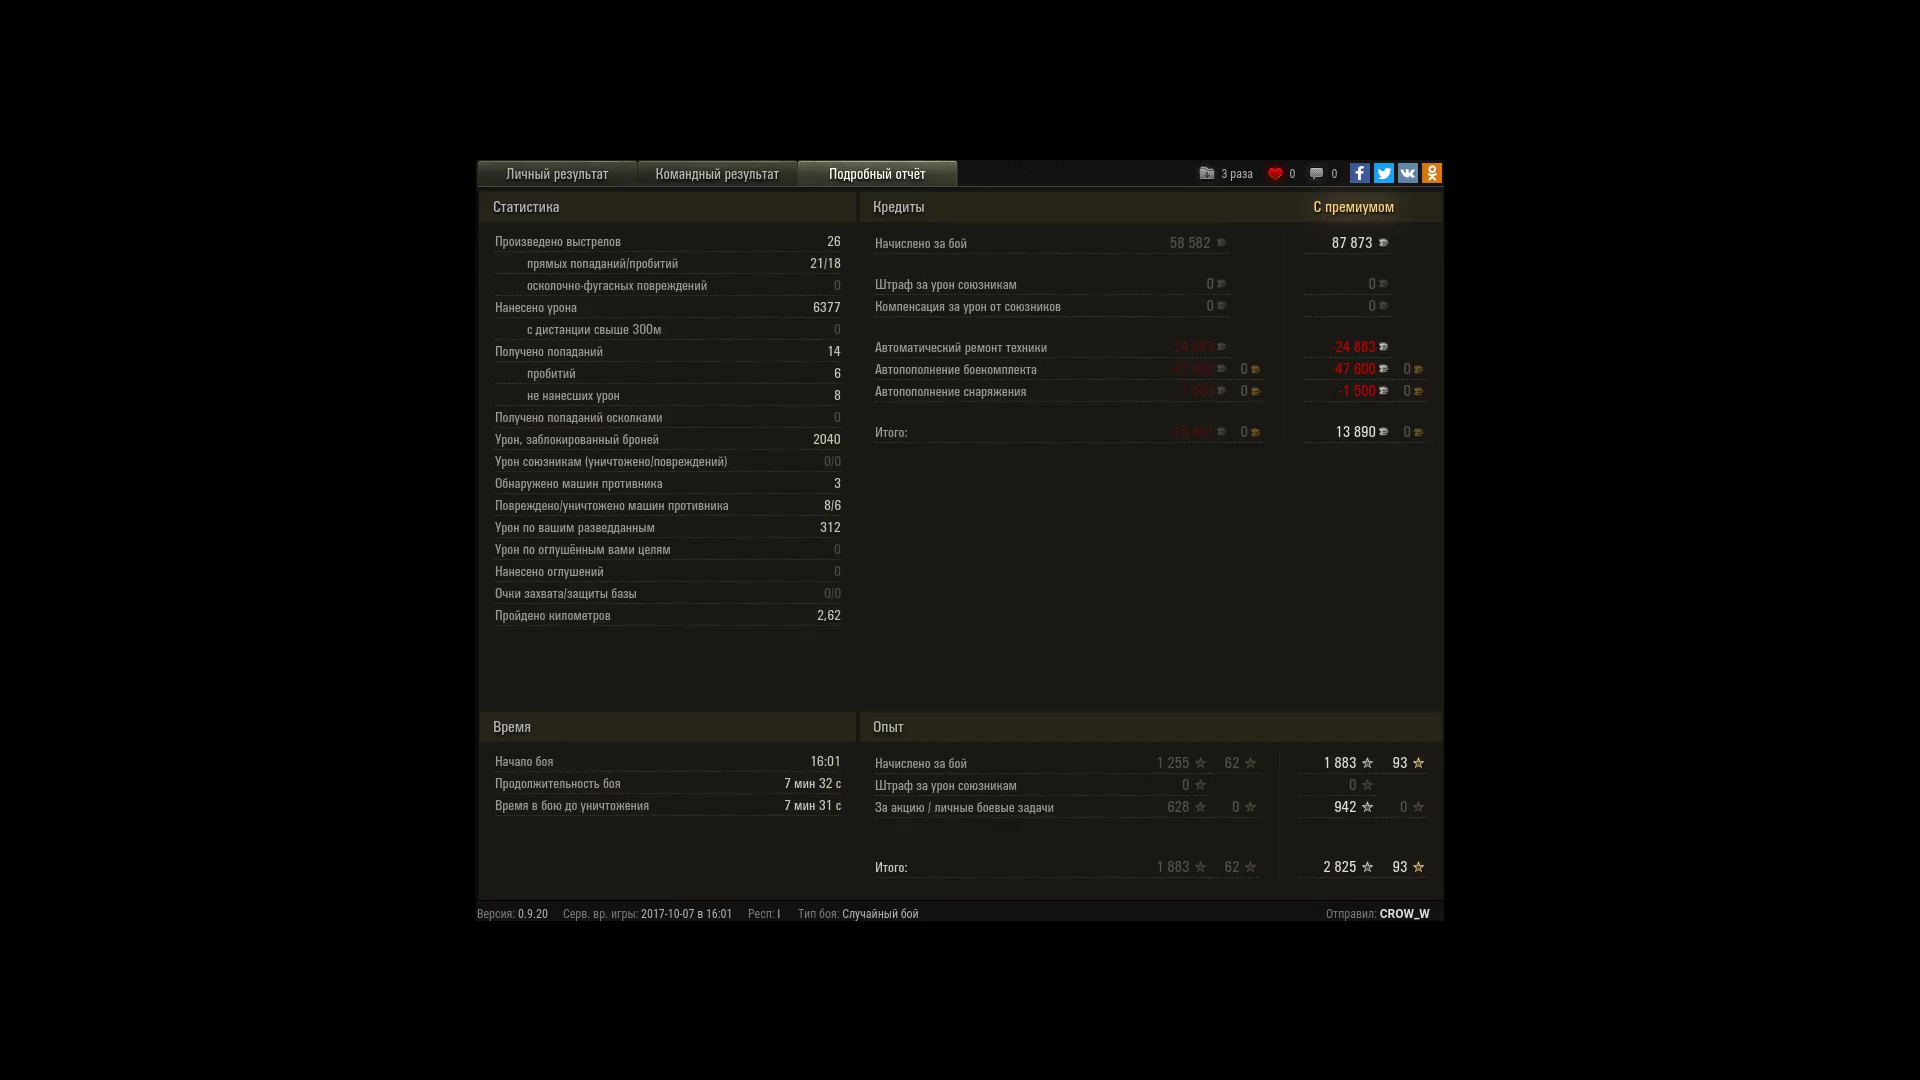 Личный результат Командный результат Подробный отчёт 3 раза 0 0
Статистика
Произведено выстрелов 26
прямых попаданий/пробитий 21/18
осколочно-фугасных повреждений 0
Нанесено урона 6377
с дистанции свыше 300м 0
Получено попаданий 14
пробитий 6
не нанесших урон 8
Получено попаданий осколками 0
Урон, заблокированный бронёй 2040
Урон союзникам (уничтожено/повреждений) 0/0
Обнаружено машин противника 3
Повреждено/уничтожено машин противника 8/6
Урон по вашим разведданным 312
Урон по оглушённым вами целям 0
Нанесено оглушений 0
Очки захвата/защиты базы 0/0
Пройдено километров 2,62
Кредиты С премиумом
Начислено за бой 58 582 87 873
Штраф за урон союзникам 0 0
Компенсация за урон от союзников 0 0
Автоматический ремонт техники -24 883 -24 883
Автопополнение боекомплекта -47 600 0 -47 600 0
Автопополнение снаряжения -1 500 0 -1 500 0
Итого: 0 13 890 0
Время
Начало боя 16:01
Продолжительность боя 7 мин 32 с
Время в бою до уничтожения 7 мин 31 с
Опыт
Начислено за бой 1 255 62 1 883 93
Штраф за урон союзникам 0 0
За акцию / личные боевые задачи 628 0 942 0
Итого: 1 883 62 2 825 93
Версия: 0.9.20 Серв. вр. игры: 2017-10-07 в 16:01 Респ: I Тип боя: Случайный бой Отправил: CROW_W